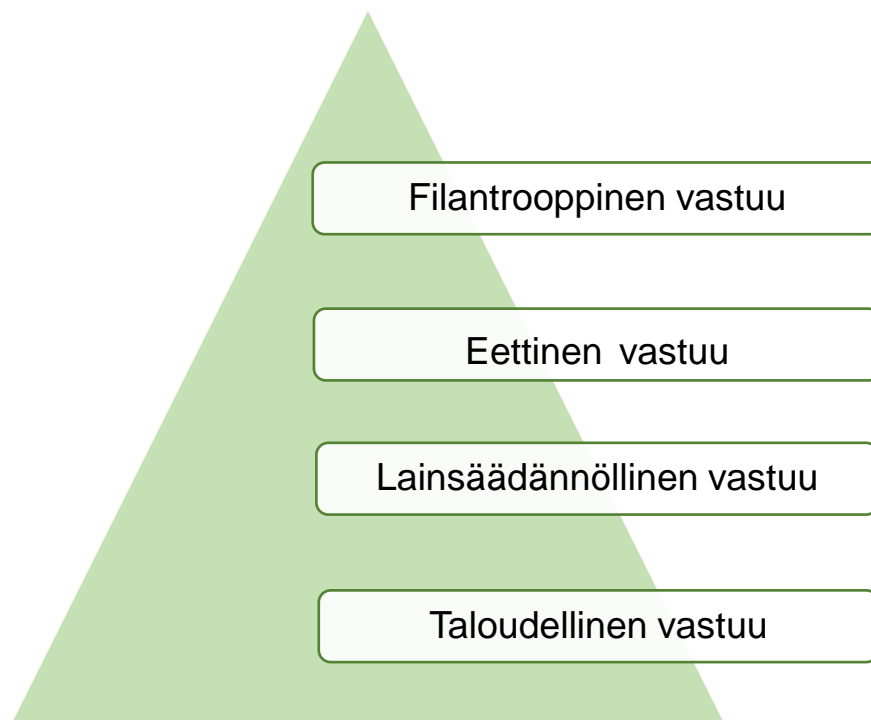 Filantrooppinen vastuu
Eettinen vastuu
Lainsäädännöllinen vastuu
Taloudellinen vastuu